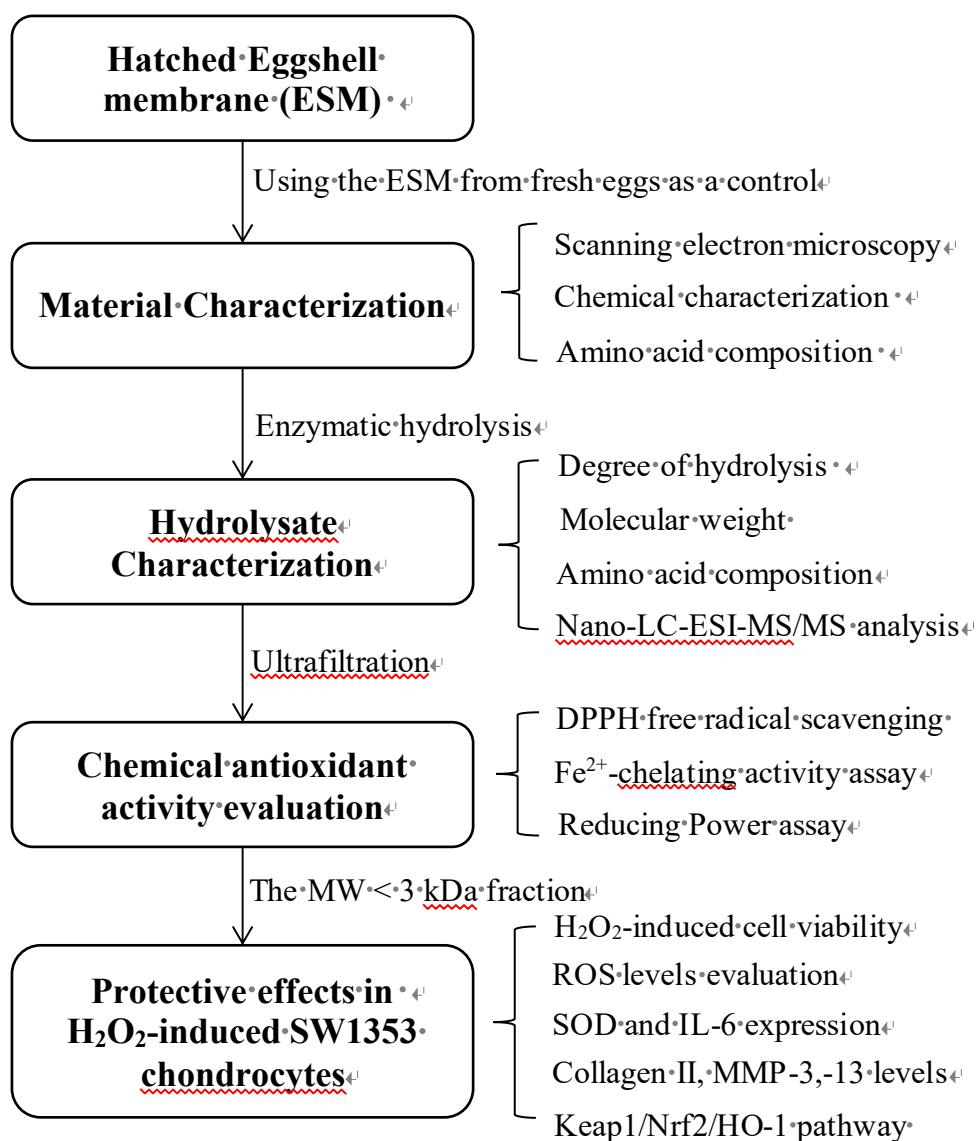 Hatched Eggshell
membrane (ESM)
Using the ESM from fresh eggs as a control
Material Characterization
Scanning electron microscopy
Chemical characterization
Amino acid composition
Enzymatic hydrolysis
Hydrolysate
Characterization
Degree of hydrolysis
Molecular weight
Amino acid composition
Nano-LC-ESI-MS/MS analysis
Ultrafiltration
Chemical antioxidant
activity evaluation
DPPH free radical scavenging
Fe²⁺-chelating activity assay
Reducing Power assay
The MW < 3 kDa fraction
Protective effects in
H₂O₂-induced SW1353
chondrocytes
H₂O₂-induced cell viability
ROS levels evaluation
SOD and IL-6 expression
Collagen II, MMP-3,-13 levels
Keap1/Nrf2/HO-1 pathway